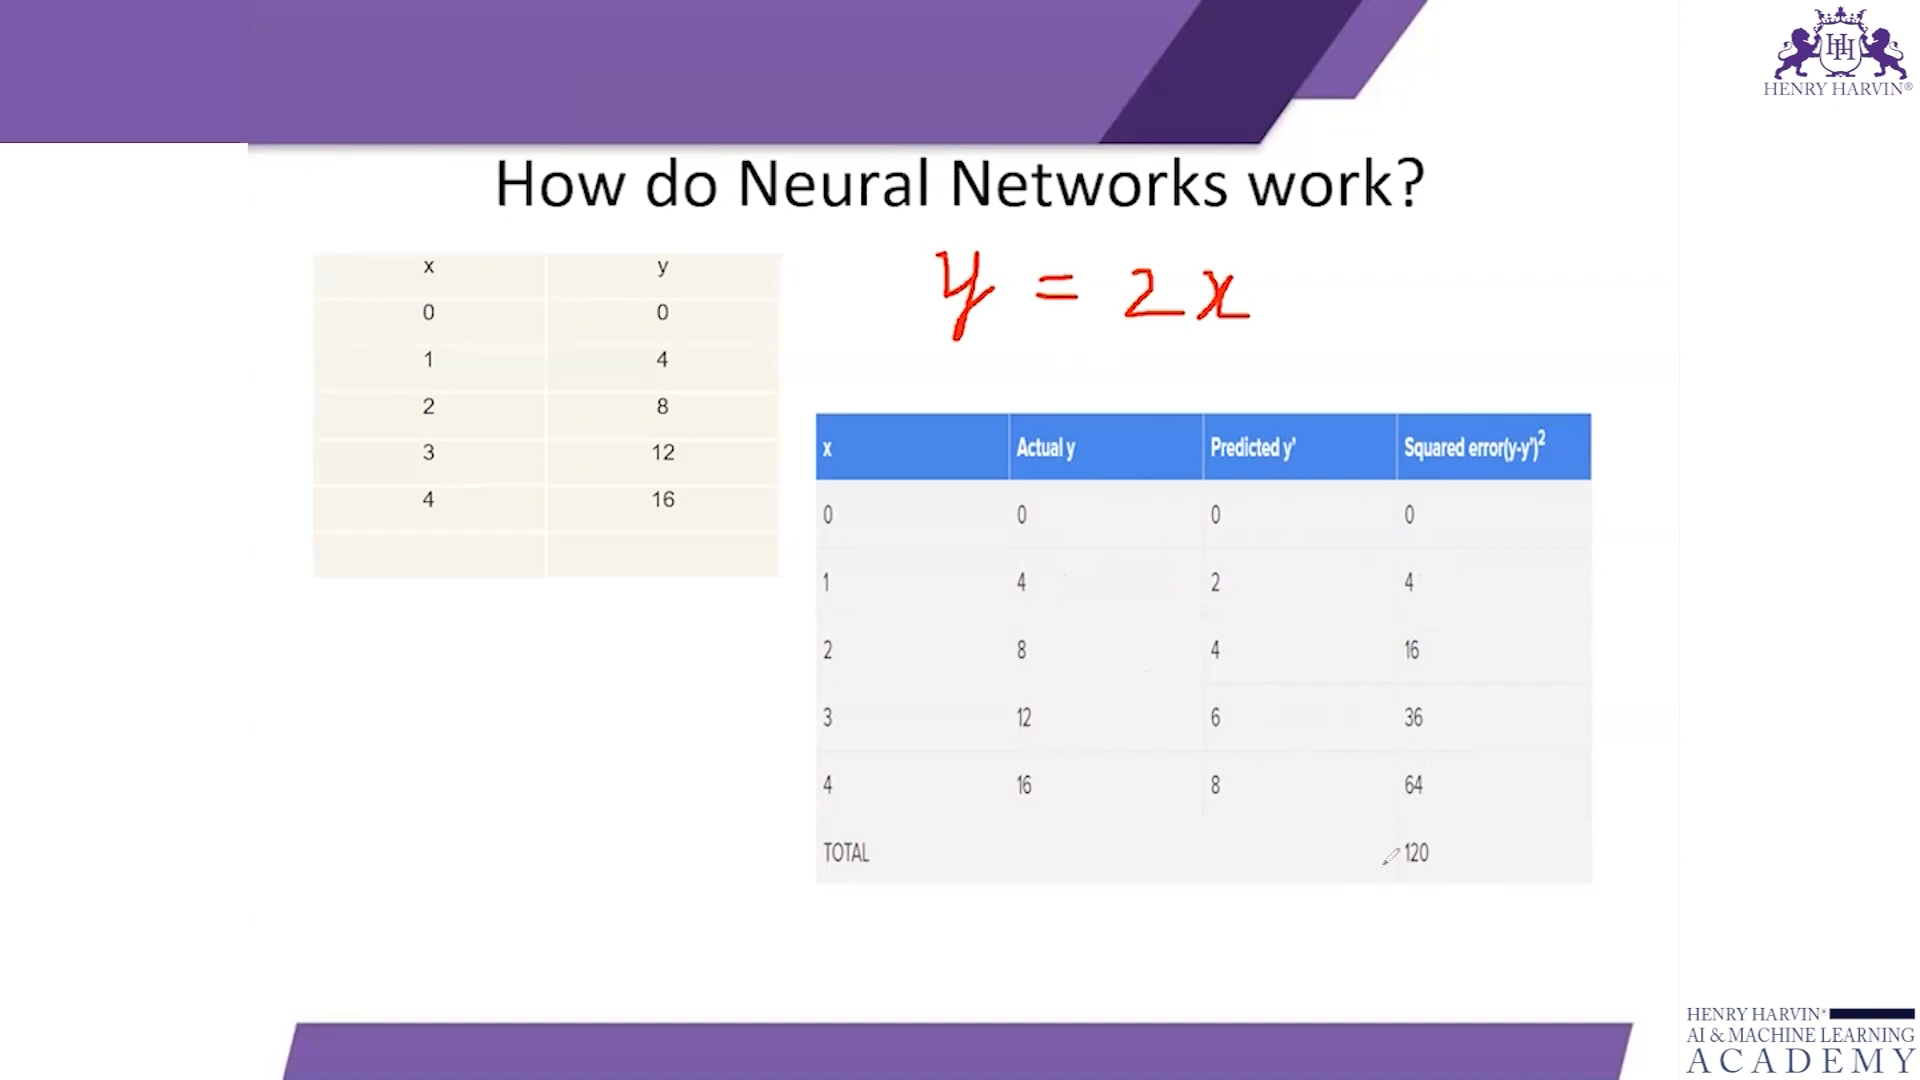 HENRY HARVIN®
How do Neural Networks work?
x y
0 0
1 4
2 8
3 12
4 16
y = 2x
x Actual y Predicted y' Squared error(y-y')²
0 0 0 0
1 4 2 4
2 8 4 16
3 12 6 36
4 16 8 64
TOTAL 120
HENRY HARVIN®
AI & MACHINE LEARNING
ACADEMY